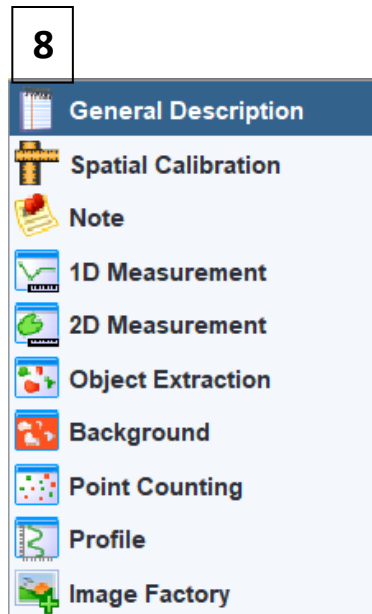 8
General Description
Spatial Calibration
Note
1D Measurement
2D Measurement
Object Extraction
Background
Point Counting
Profile
Image Factory